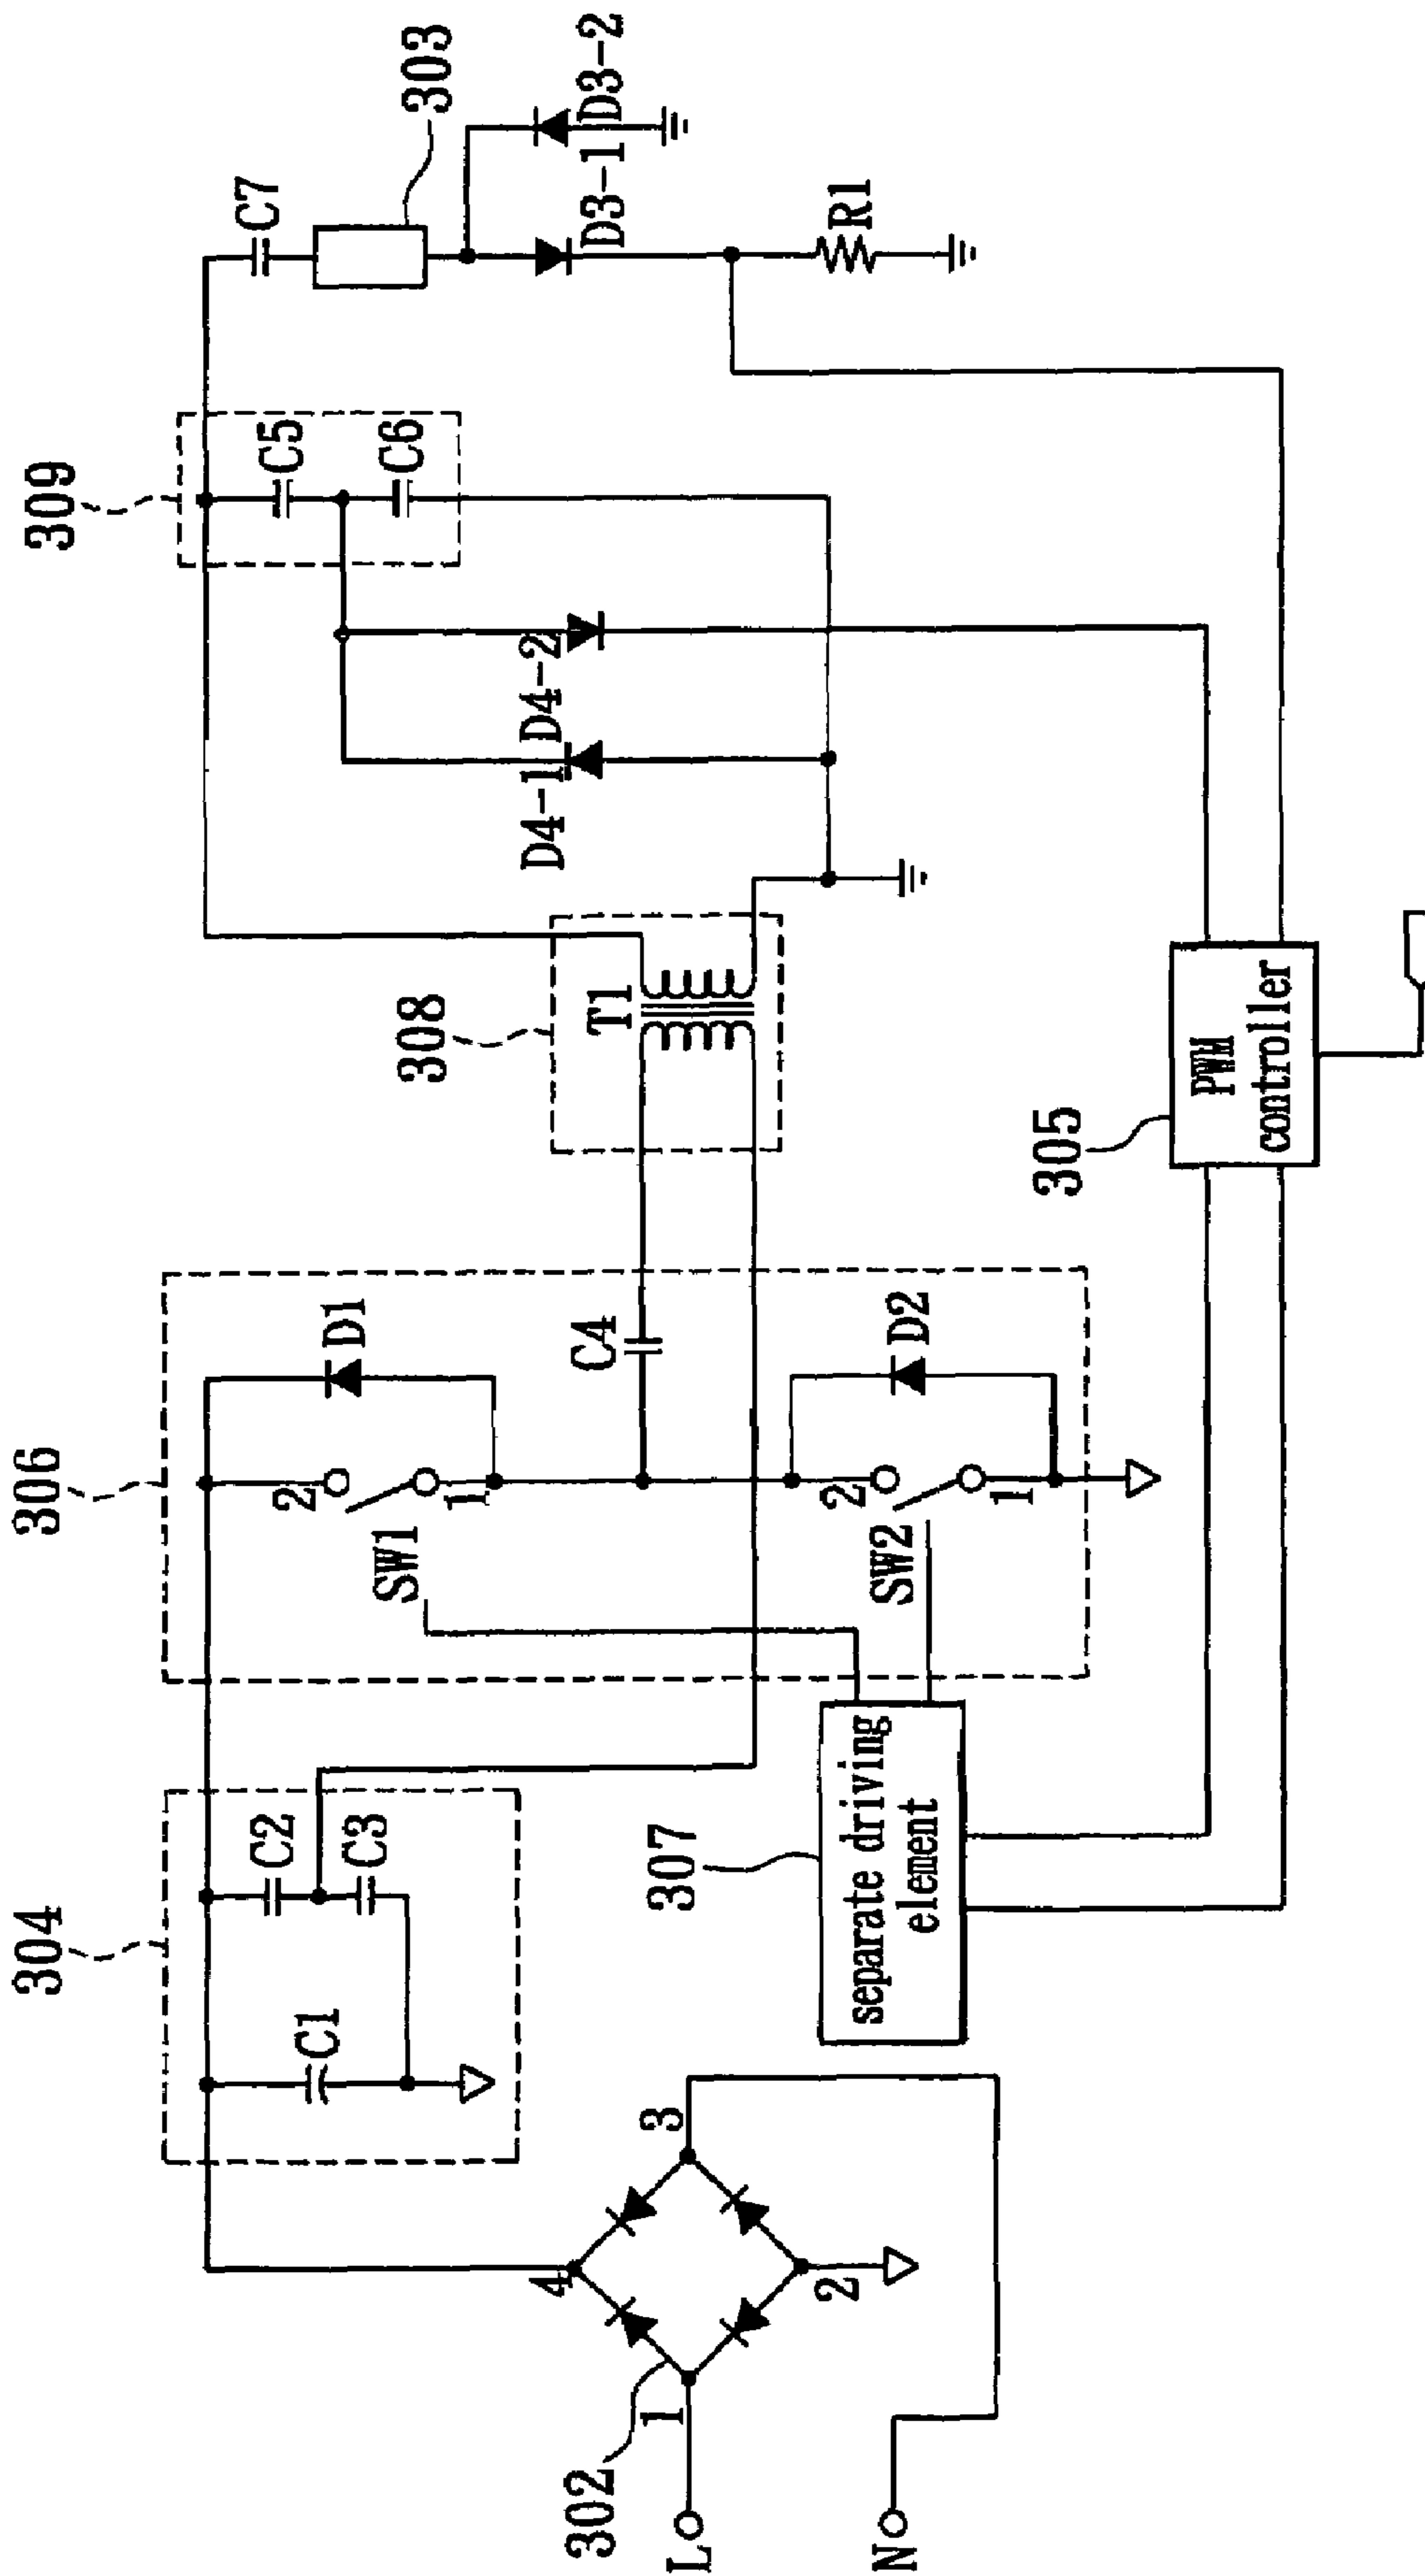 304
306
309
C1
C2
C3
2
D1
1
SW1
C4
308
T1
C5
C6
C7
303
D3-1
D3-2
D4-1
D4-2
R1
302
L
N
1
4
3
2
307
separate driving
element
SW2
2
D2
1
305
PWM
controller